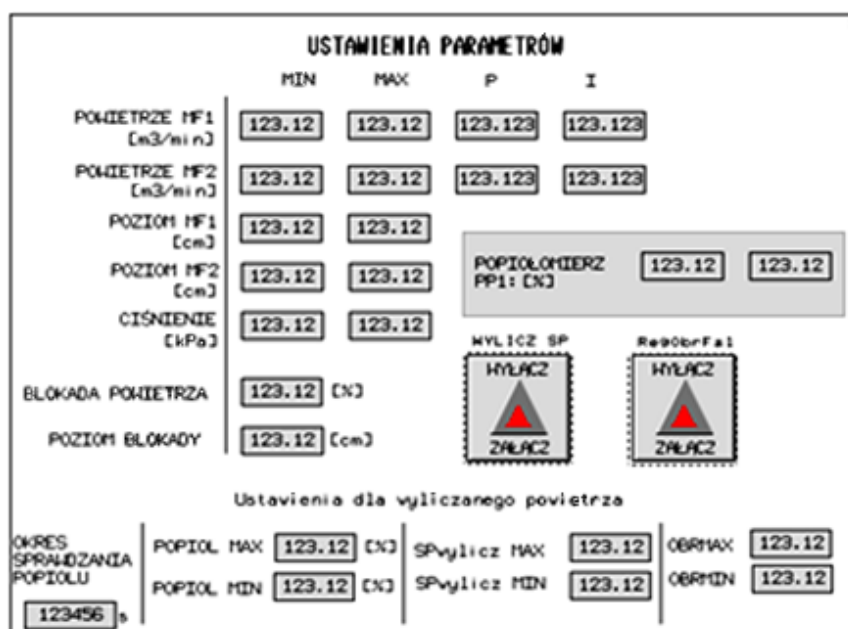 USTAWIENIA PARAMETRÓW
MIN MAX P I
POWIETRZE MF1 123.12 123.12 123.123 123.123
[m3/min]
POWIETRZE MF2 123.12 123.12 123.123 123.123
[m3/min]
POZIOM MF1 123.12 123.12
[cm]
POZIOM MF2 123.12 123.12
[cm]
CIŚNIENIE 123.12 123.12
[kPa]
POPIOŁOMIERZ 123.12 123.12
PP1: [%]
WYLICZ SP RegObrFal
WYŁĄCZ WYŁĄCZ
ZAŁĄCZ ZAŁĄCZ
BLOKADA POWIETRZA 123.12 [%]
POZIOM BLOKADY 123.12 [cm]
Ustawienia dla wyliczanego powietrza
OKRES
SPRAWDZANIA
POPIOLU
123456 s
POPIOL MAX 123.12 [%]
POPIOL MIN 123.12 [%]
SPwylicz MAX 123.12
SPwylicz MIN 123.12
OBRMAX 123.12
OBRMIN 123.12